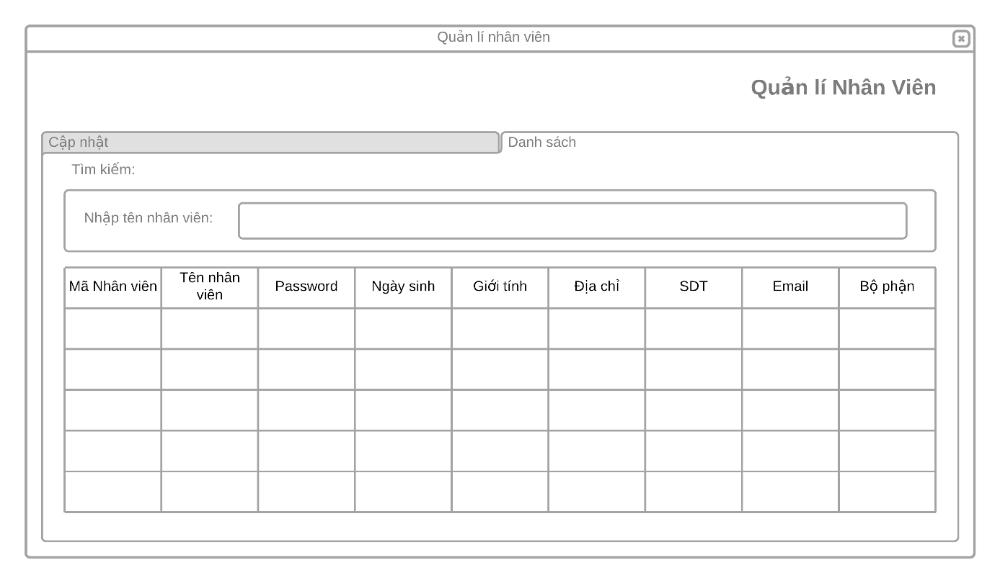 Quản lí nhân viên
Quản lí Nhân Viên
Cập nhật
Danh sách
Tìm kiếm:
Nhập tên nhân viên:
Mã Nhân viên
Tên nhân
viên
Password
Ngày sinh
Giới tính
Địa chỉ
SDT
Email
Bộ phận